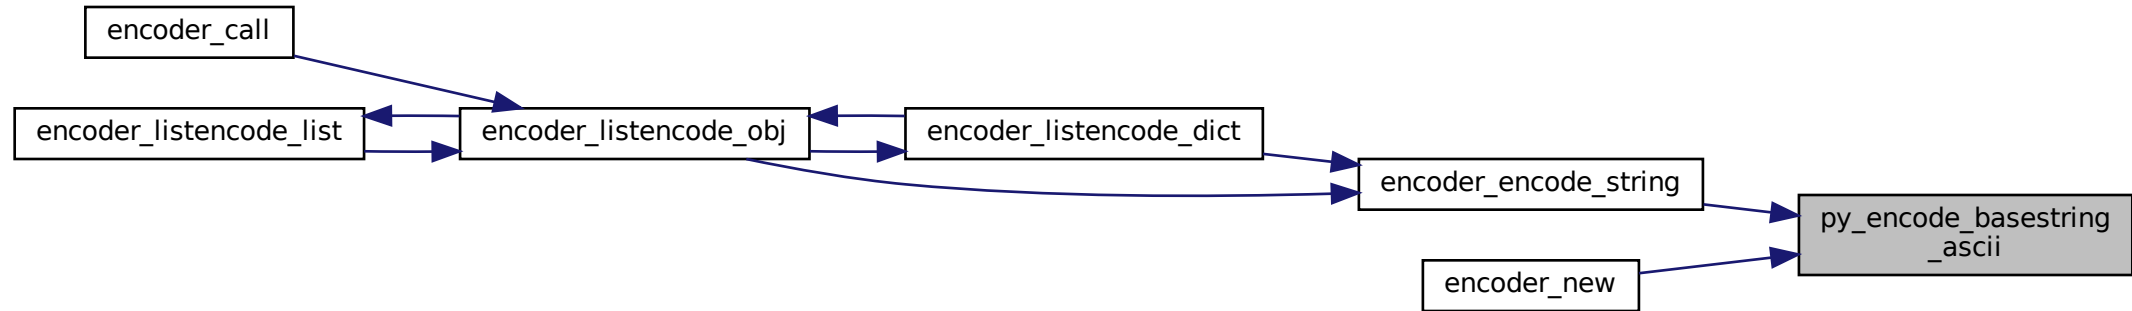 encoder_call
encoder_listencode_list
encoder_listencode_obj
encoder_listencode_dict
encoder_encode_string
py_encode_basestring
_ascii
encoder_new